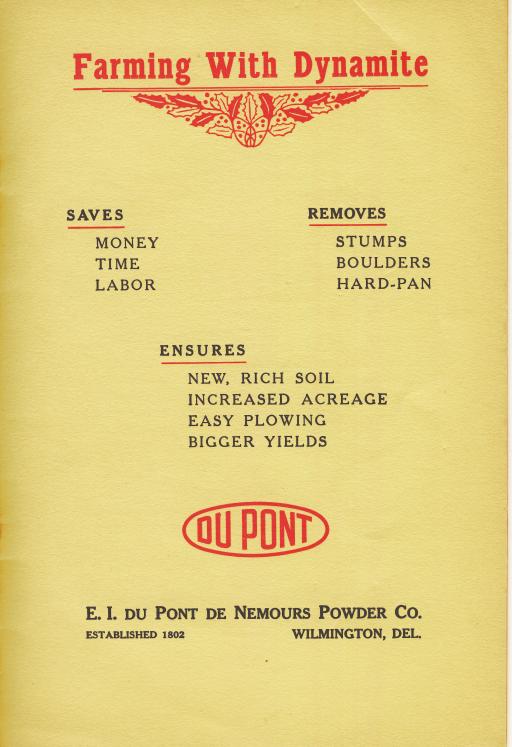 Farming With Dynamite
SAVES
MONEY
TIME
LABOR
REMOVES
STUMPS
BOULDERS
HARD-PAN
ENSURES
NEW, RICH SOIL
INCREASED ACREAGE
EASY PLOWING
BIGGER YIELDS
DU PONT
E. I. DU PONT DE NEMOURS POWDER CO.
ESTABLISHED 1802 WILMINGTON, DEL.